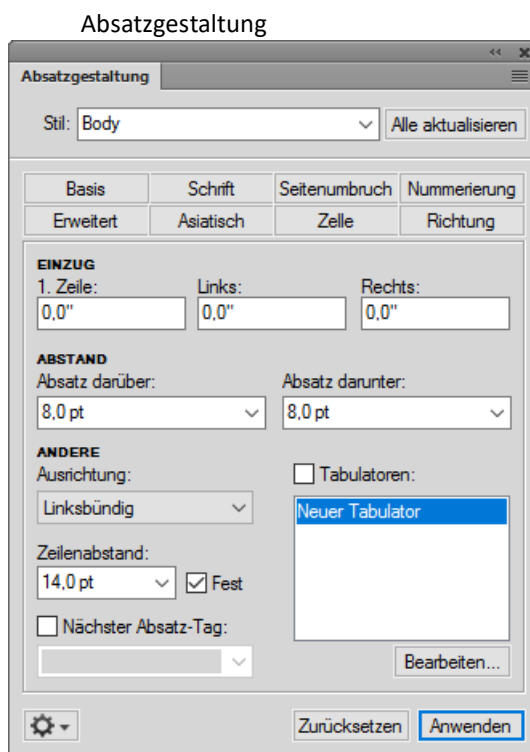 Absatzgestaltung
Absatzgestaltung
Stil: Body Alle aktualisieren
Basis Schrift Seitenumbruch Nummerierung
Erweitert Asiatisch Zelle Richtung
EINZUG
1. Zeile: Links: Rechts:
0,0" 0,0" 0,0"
ABSTAND
Absatz darüber: Absatz darunter:
8,0 pt 8,0 pt
ANDERE
Ausrichtung: Tabulatoren:
Linksbündig Neuer Tabulator
Zeilenabstand:
14,0 pt Fest
Nächster Absatz-Tag:
Bearbeiten...
Zurücksetzen Anwenden